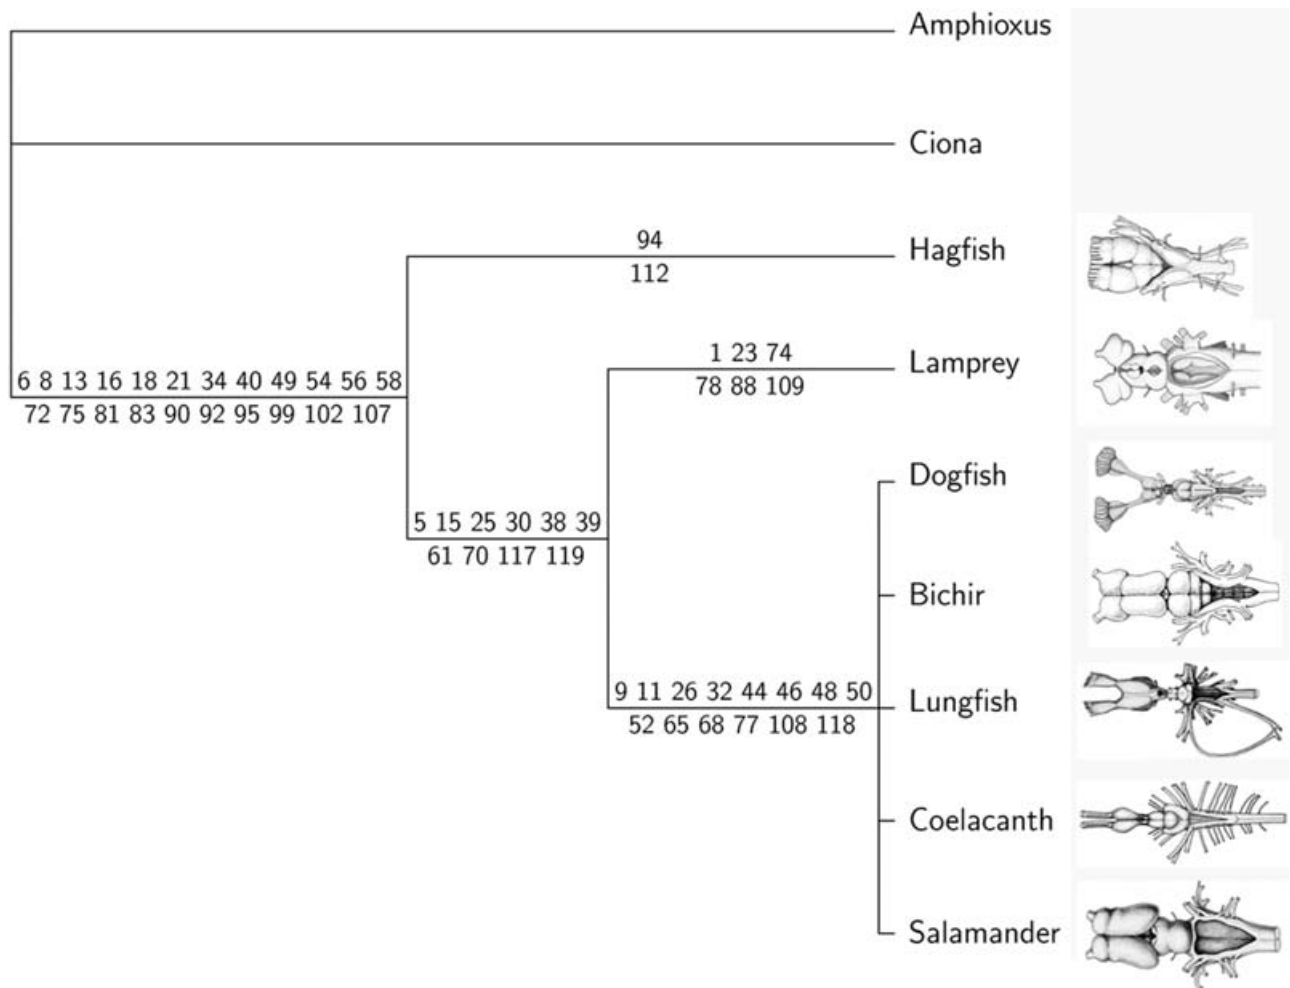 Amphioxus
Ciona
94
Hagfish
112
1 23 74
Lamprey
6 8 13 16 18 21 34 40 49 54 56 58
78 88 109
72 75 81 83 90 92 95 99 102 107
Dogfish
5 15 25 30 38 39
61 70 117 119
Bichir
9 11 26 32 44 46 48 50
Lungfish
52 65 68 77 108 118
Coelacanth
Salamander